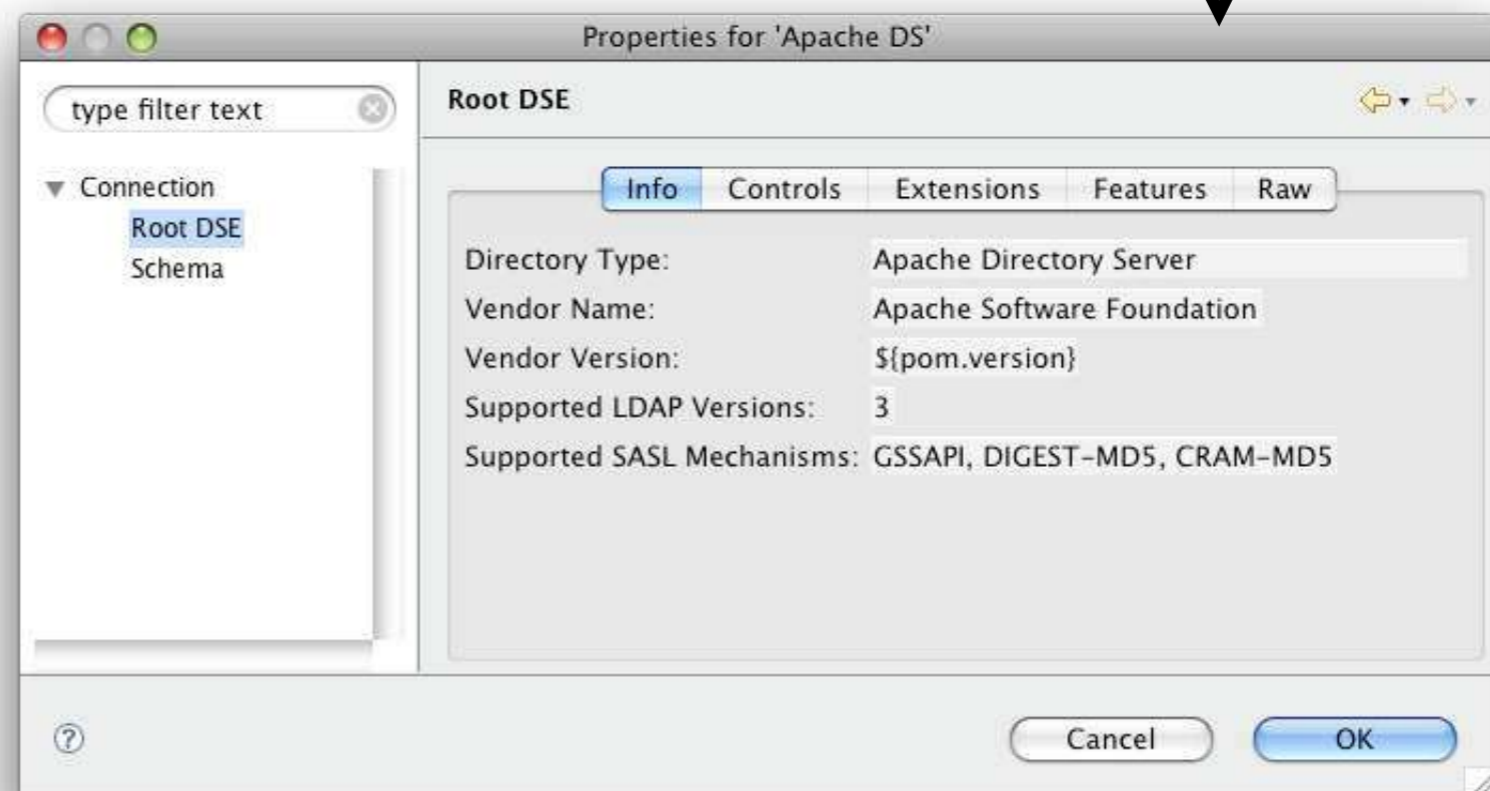 Properties for 'Apache DS'
type filter text
Connection
Root DSE
Schema
Root DSE
Info Controls Extensions Features Raw
Directory Type: Apache Directory Server
Vendor Name: Apache Software Foundation
Vendor Version: ${pom.version}
Supported LDAP Versions: 3
Supported SASL Mechanisms: GSSAPI, DIGEST-MD5, CRAM-MD5
?
Cancel OK